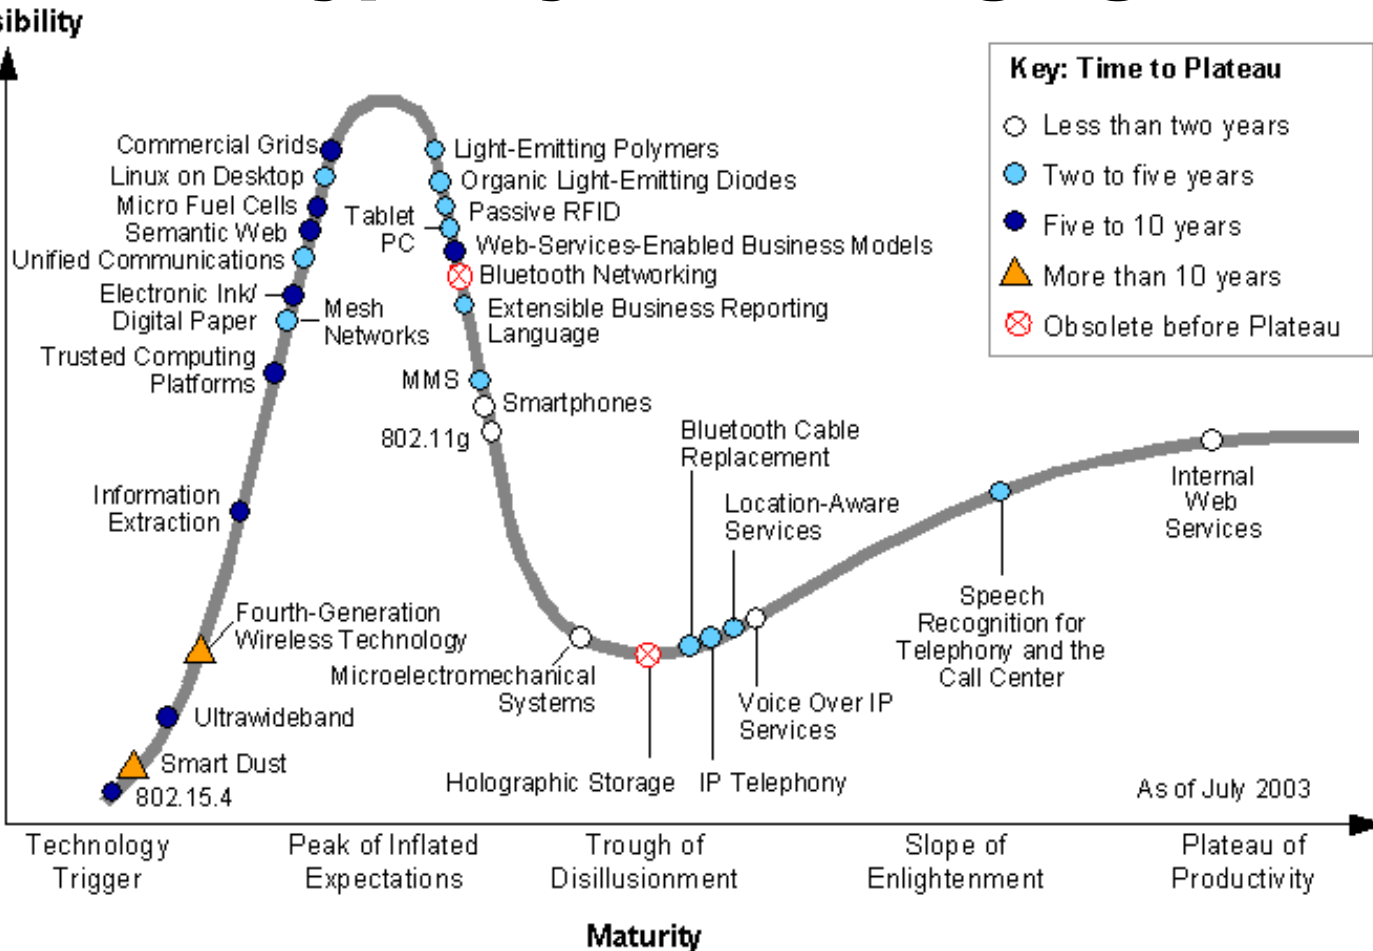 sibility
Key: Time to Plateau
Less than two years
Two to five years
Five to 10 years
More than 10 years
Obsolete before Plateau
Commercial Grids
Linux on Desktop
Micro Fuel Cells
Semantic Web
Unified Communications
Electronic Ink/
Digital Paper
Mesh
Networks
Trusted Computing
Platforms
Information
Extraction
Fourth-Generation
Wireless Technology
Ultrawideband
Smart Dust
802.15.4
Light-Emitting Polymers
Organic Light-Emitting Diodes
Passive RFID
Tablet
PC
Web-Services-Enabled Business Models
Bluetooth Networking
Extensible Business Reporting
Language
MMS
Smartphones
802.11g
Microelectromechanical
Systems
Holographic Storage
Bluetooth Cable
Replacement
IP Telephony
Location-Aware
Services
Voice Over IP
Services
Speech
Recognition for
Telephony and the
Call Center
Internal
Web
Services
As of July 2003
Technology
Trigger
Peak of Inflated
Expectations
Trough of
Disillusionment
Slope of
Enlightenment
Plateau of
Productivity
Maturity